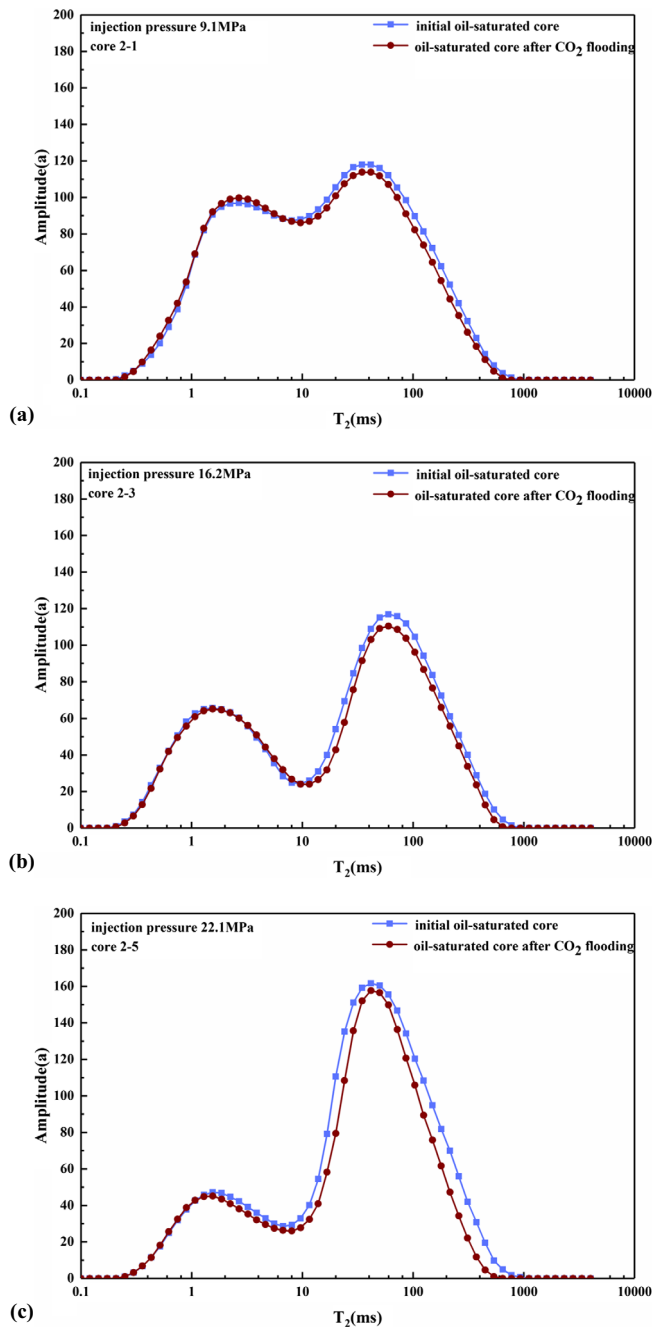 injection pressure 9.1MPa
core 2-1
initial oil-saturated core
oil-saturated core after CO2 flooding
200
180
160
140
120
100
80
60
40
20
0
Amplitude(a)
0.1 1 10 100 1000 10000
T2(ms)
(a)
injection pressure 16.2MPa
core 2-3
initial oil-saturated core
oil-saturated core after CO2 flooding
200
180
160
140
120
100
80
60
40
20
0
Amplitude(a)
0.1 1 10 100 1000 10000
T2(ms)
(b)
injection pressure 22.1MPa
core 2-5
initial oil-saturated core
oil-saturated core after CO2 flooding
200
180
160
140
120
100
80
60
40
20
0
Amplitude(a)
0.1 1 10 100 1000 10000
T2(ms)
(c)